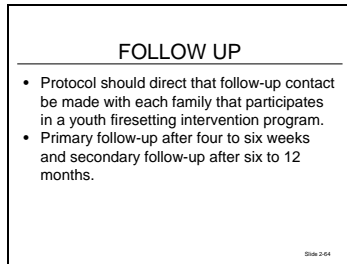 FOLLOW UP
• Protocol should direct that follow-up contact
be made with each family that participates
in a youth firesetting intervention program.
• Primary follow-up after four to six weeks
and secondary follow-up after six to 12
months.
Slide 2-64